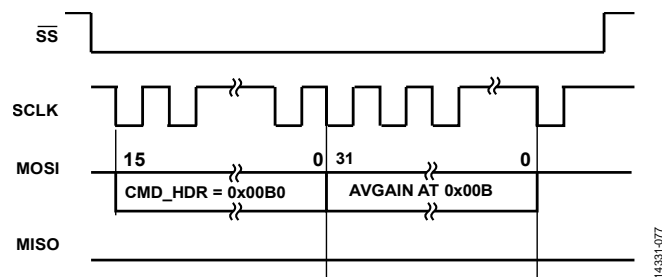 SS
SCLK
15 0 31 0
MOSI
CMD_HDR = 0x00B0 AVGAIN AT 0x00B
MISO
14331-077